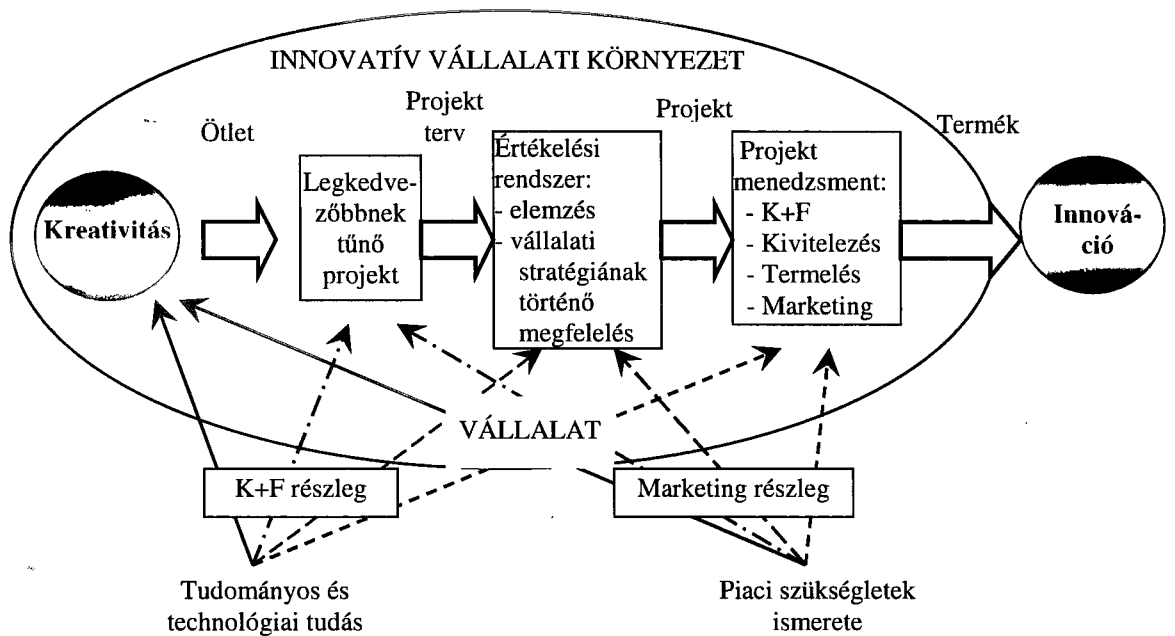 INNOVATÍV VÁLLALATI KÖRNYEZET
Ötlet
Projekt
terv
Projekt
Termék
Kreativitás
Legkedve-
zőbbnek
tűnő
projekt
Értékelési
rendszer:
- elemzés
- vállalati
stratégiának
történő
megfelelés
Projekt
menedzsment:
- K+F
- Kivitelezés
- Termelés
- Marketing
Innová-
ció
VÁLLALAT
K+F részleg
Marketing részleg
Tudományos és
technológiai tudás
Piaci szükségletek
ismerete